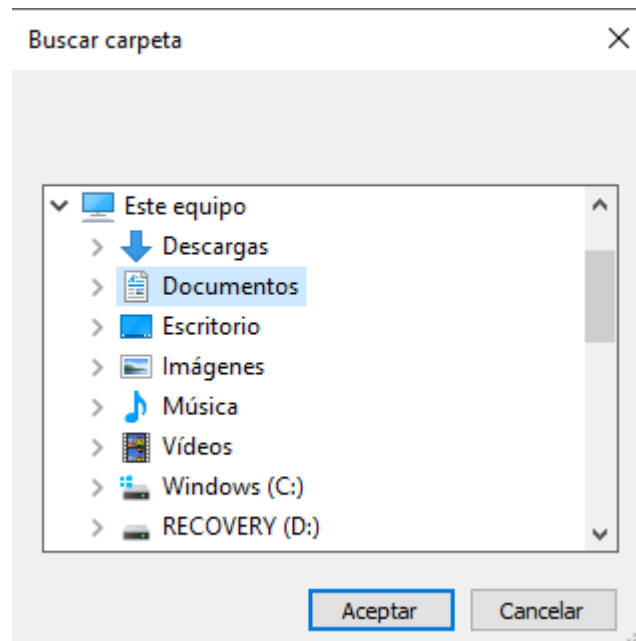 Buscar carpeta
Este equipo
Descargas
Documentos
Escritorio
Imágenes
Música
Vídeos
Windows (C:)
RECOVERY (D:)
Aceptar Cancelar